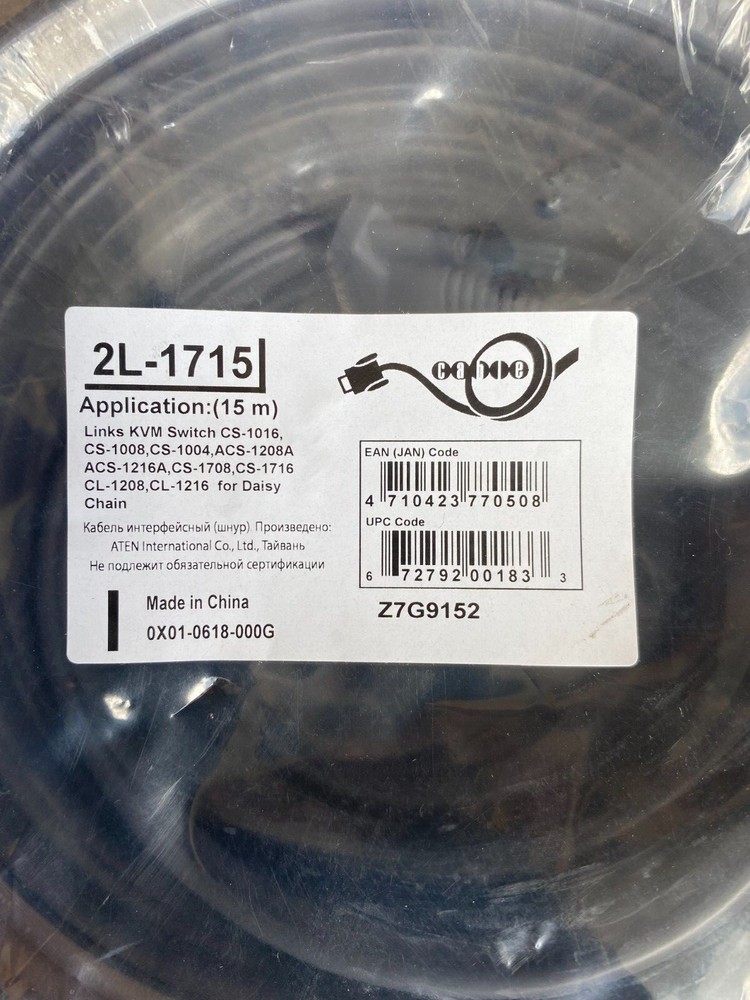 2L-1715
Application:(15 m)
Links KVM Switch CS-1016,
CS-1008,CS-1004,ACS-1208A
ACS-1216A,CS-1708,CS-1716
CL-1208,CL-1216 for Daisy
Chain
Кабель интерфейсный (шнур). Произведено:
ATEN International Co., Ltd., Тайвань
Не подлежит обязательной сертификации
Made in China
0X01-0618-000G
cable
EAN (JAN) Code
4 710423 770508
UPC Code
6 72792 00183 3
Z7G9152